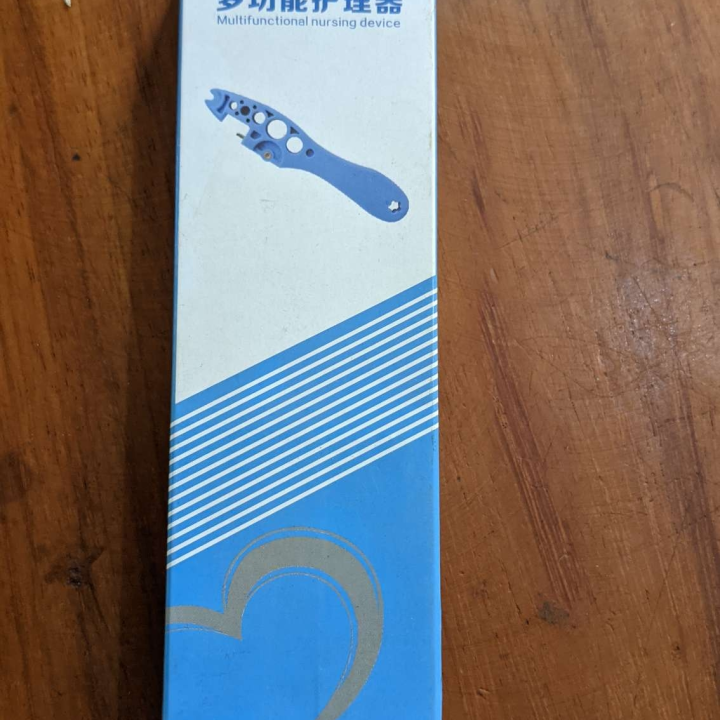 多功能护理器
Multifunctional nursing device